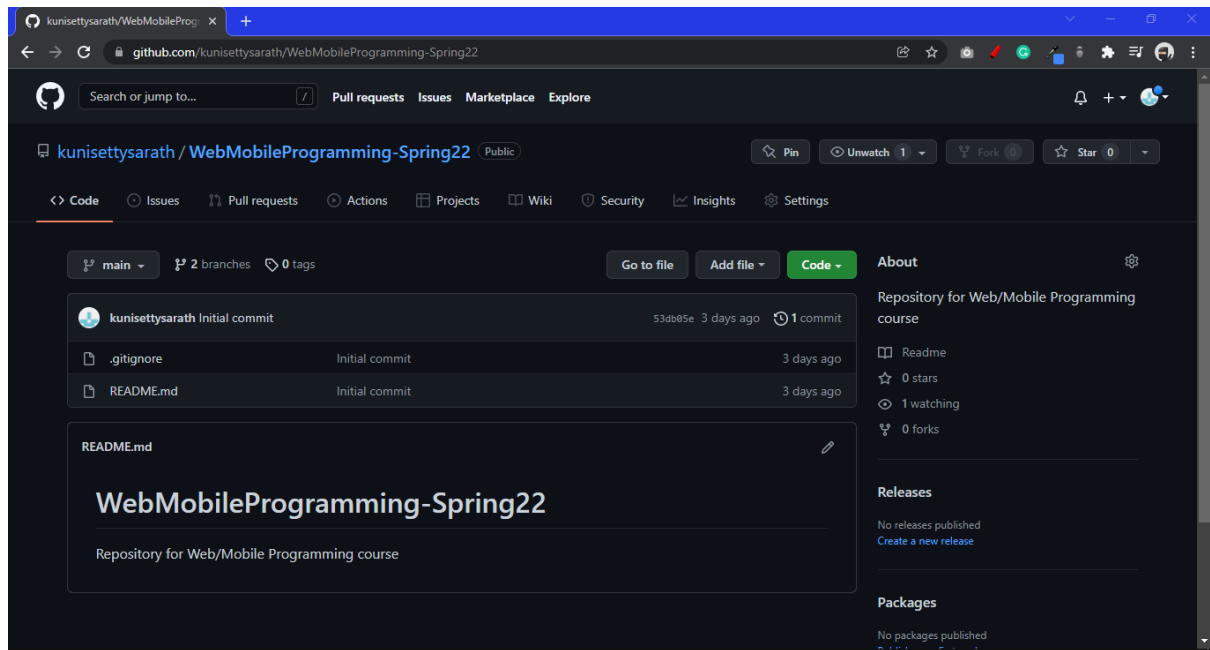 kunisettysarath/WebMobileProg
github.com/kunisettysarath/WebMobileProgramming-Spring22
Search or jump to... / Pull requests Issues Marketplace Explore
kunisettysarath / WebMobileProgramming-Spring22 Public Pin Unwatch 1 Fork 0 Star 0
<> Code Issues Pull requests Actions Projects Wiki Security Insights Settings
main 2 branches 0 tags Go to file Add file Code
kunisettysarath Initial commit 53db05e 3 days ago 1 commit
.gitignore Initial commit 3 days ago
README.md Initial commit 3 days ago
README.md
WebMobileProgramming-Spring22
Repository for Web/Mobile Programming course
About
Repository for Web/Mobile Programming
course
Readme
0 stars
1 watching
0 forks
Releases
No releases published
Create a new release
Packages
No packages published